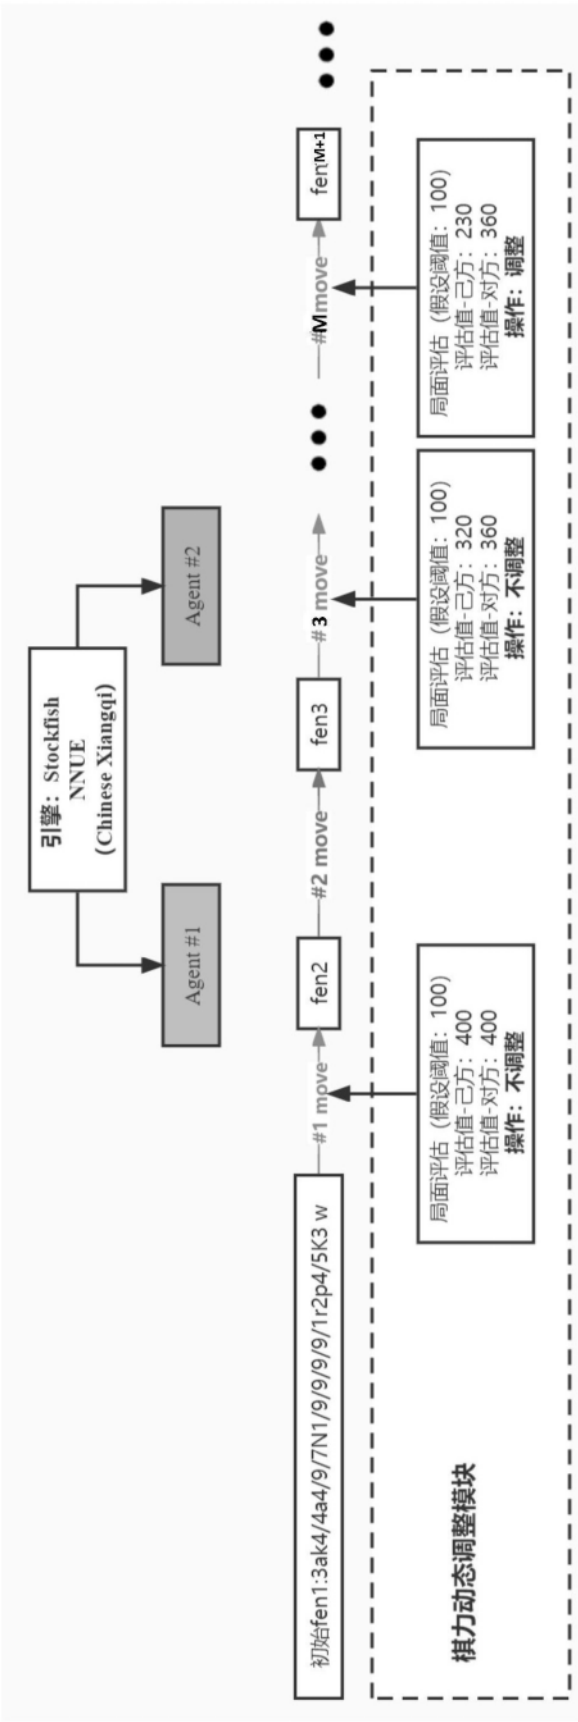 引擎：Stockfish
NNUE
(Chinese Xiangqi)
Agent #1
Agent #2
初始fen1:3ak4/4a4/9/7N1/9/9/9/9/1r2p4/5K3 w
#1 move
fen2
#2 move
fen3
#3 move
#Mmove
fenM+1
棋力动态调整模块
局面评估（假设阈值：100）
评估值-己方：400
评估值-对方：400
操作：不调整
局面评估（假设阈值：100）
评估值-己方：320
评估值-对方：360
操作：不调整
局面评估（假设阈值：100）
评估值-己方：230
评估值-对方：360
操作：调整